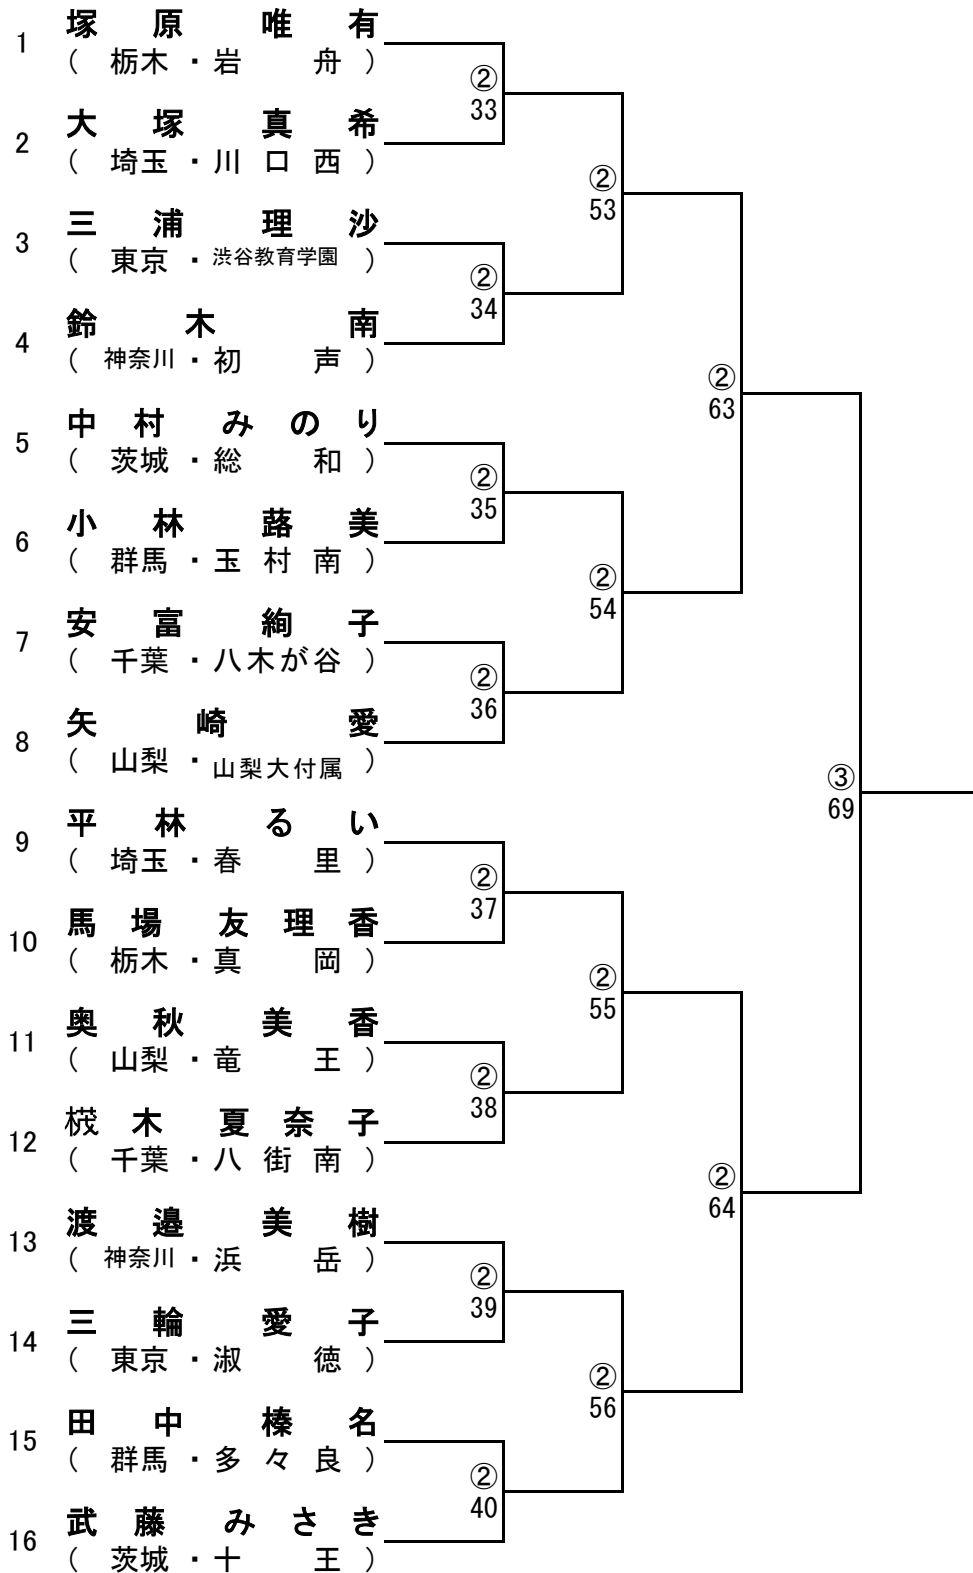 1 塚原 唯有
（ 栃木 ・ 岩舟 ）
2 大塚 真希
（ 埼玉 ・ 川口西 ）
3 三浦 理沙
（ 東京 ・ 渋谷教育学園 ）
4 鈴木 南
（ 神奈川 ・ 初声 ）
5 中村 みのり
（ 茨城 ・ 総和 ）
6 小林 蕗美
（ 群馬 ・ 玉村南 ）
7 安富 絢子
（ 千葉 ・ 八木が谷 ）
8 矢崎 愛
（ 山梨 ・ 山梨大付属 ）
9 平林 るい
（ 埼玉 ・ 春里 ）
10 馬場 友理香
（ 栃木 ・ 真岡 ）
11 奥秋 美香
（ 山梨 ・ 竜王 ）
12 木 夏奈子
（ 千葉 ・ 八街南 ）
13 渡邉 美樹
（ 神奈川 ・ 浜岳 ）
14 三輪 愛子
（ 東京 ・ 淑徳 ）
15 田中 榛名
（ 群馬 ・ 多々良 ）
16 武藤 みさき
（ 茨城 ・ 十王 ）
②
33
②
34
②
35
②
36
②
37
②
38
②
39
②
40
②
53
②
54
②
55
②
56
②
63
②
64
③
69